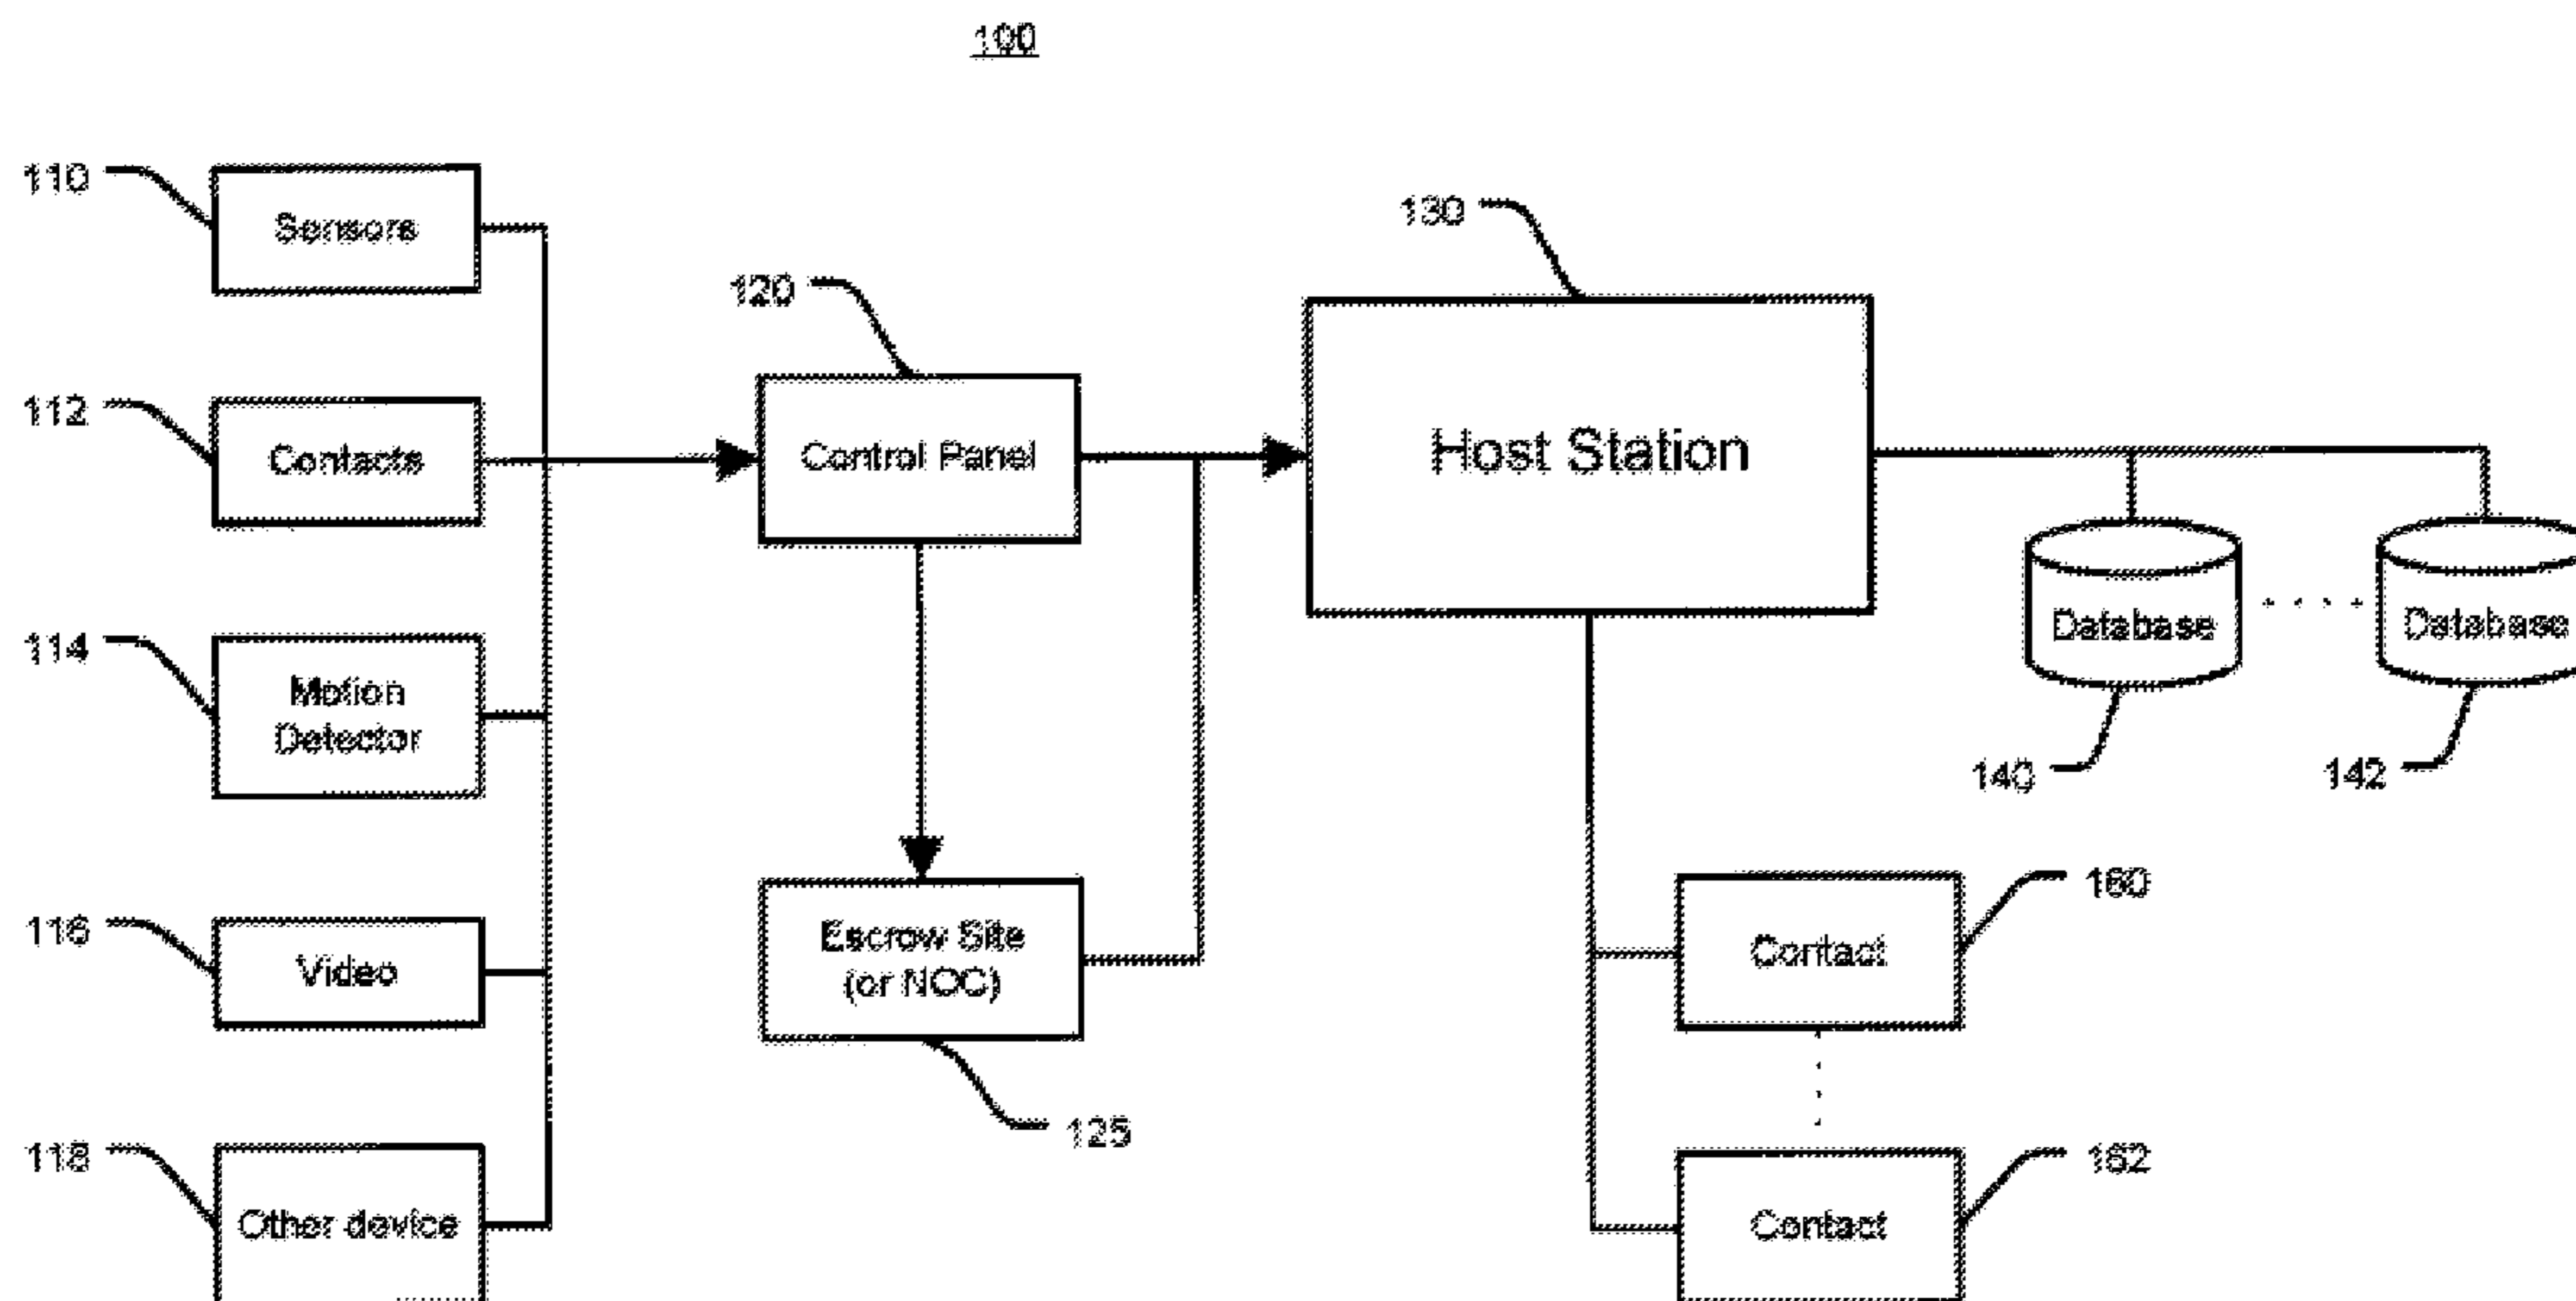 100
110
Sensors
112
Contacts
114
Motion
Detector
116
Video
118
Other device
120
Control Panel
Escrow Site
(or NOC)
125
130
Host Station
Database
140
Database
142
Contact
160
Contact
162